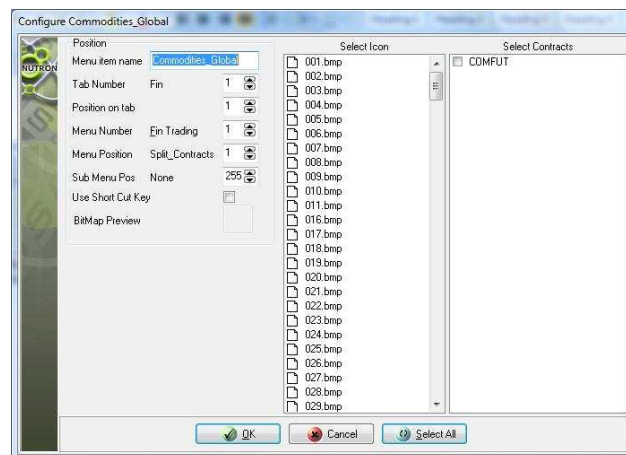 Configure Commodities_Global
NUTRON
Position
Menu item name Commodities_Global
Tab Number Fin 1
Position on tab 1
Menu Number Fin Trading 1
Menu Position Split_Contracts 1
Sub Menu Pos None 255
Use Short Cut Key
BitMap Preview
Select Icon
001.bmp
002.bmp
003.bmp
004.bmp
005.bmp
006.bmp
007.bmp
008.bmp
009.bmp
010.bmp
011.bmp
016.bmp
017.bmp
018.bmp
019.bmp
020.bmp
021.bmp
022.bmp
023.bmp
024.bmp
025.bmp
026.bmp
027.bmp
028.bmp
029.bmp
Select Contracts
COMFUT
OK Cancel Select All